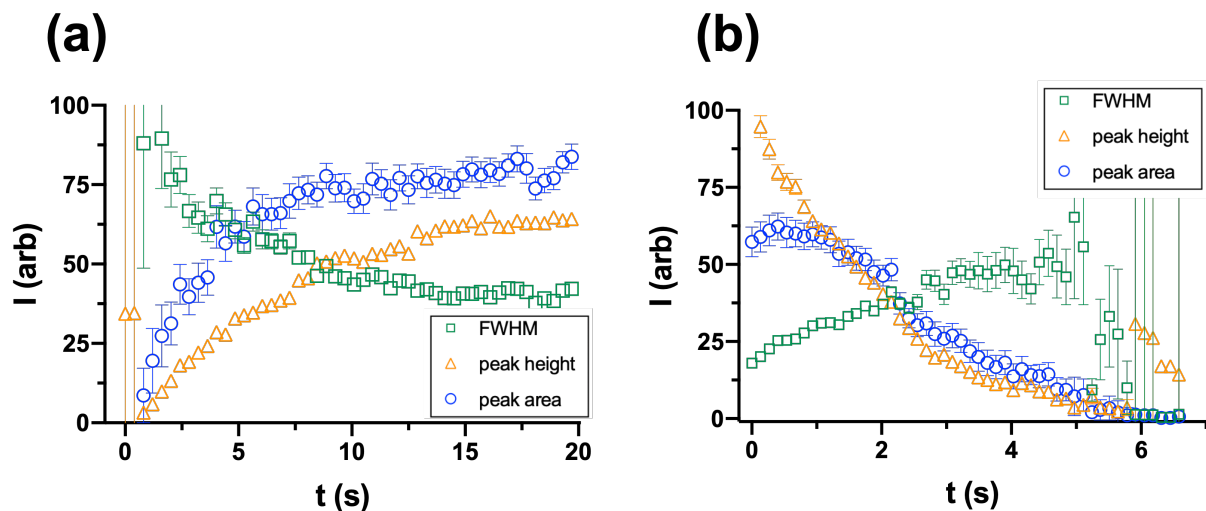 (a)
100
75
50
25
0
I (arb)
0 5 10 15 20
t (s)
FWHM
peak height
peak area
(b)
100
75
50
25
0
I (arb)
0 2 4 6
t (s)
FWHM
peak height
peak area